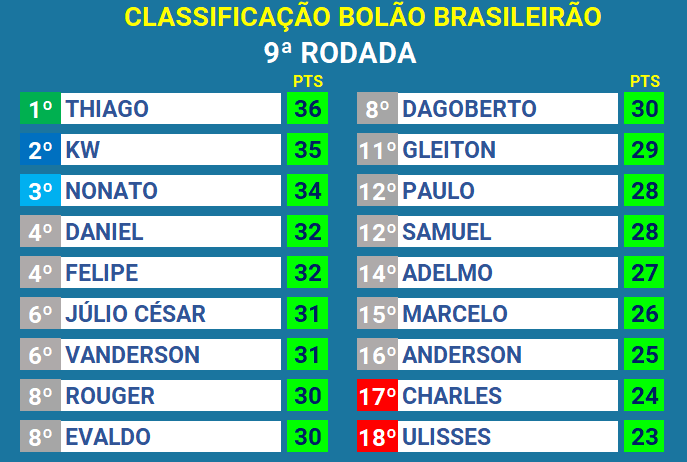 CLASSIFICAÇÃO BOLÃO BRASILEIRÃO
9ª RODADA
PTS
1º THIAGO 36
2º KW 35
3º NONATO 34
4º DANIEL 32
4º FELIPE 32
6º JÚLIO CÉSAR 31
6º VANDERSON 31
8º ROUGER 30
8º EVALDO 30
PTS
8º DAGOBERTO 30
11º GLEITON 29
12º PAULO 28
12º SAMUEL 28
14º ADELMO 27
15º MARCELO 26
16º ANDERSON 25
17º CHARLES 24
18º ULISSES 23